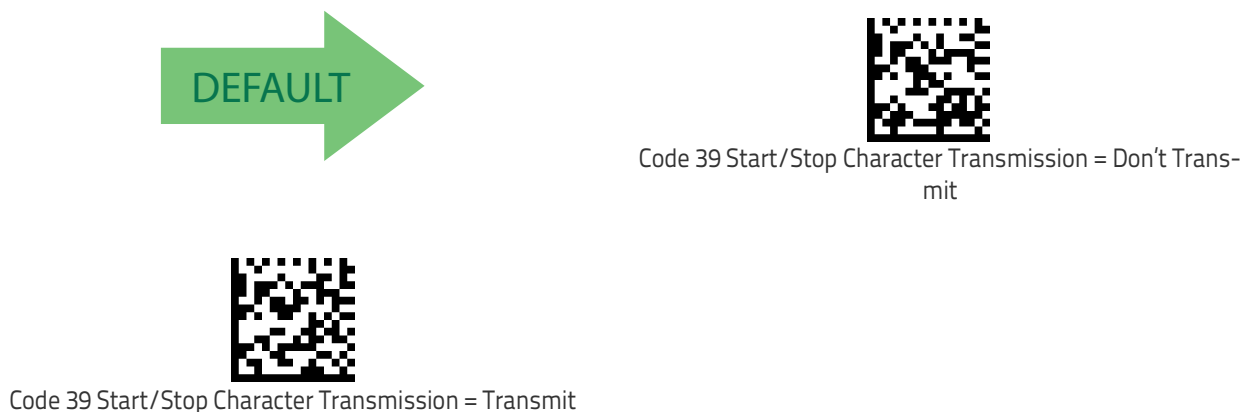 DEFAULT
Code 39 Start/Stop Character Transmission = Don’t Trans-
mit
Code 39 Start/Stop Character Transmission = Transmit